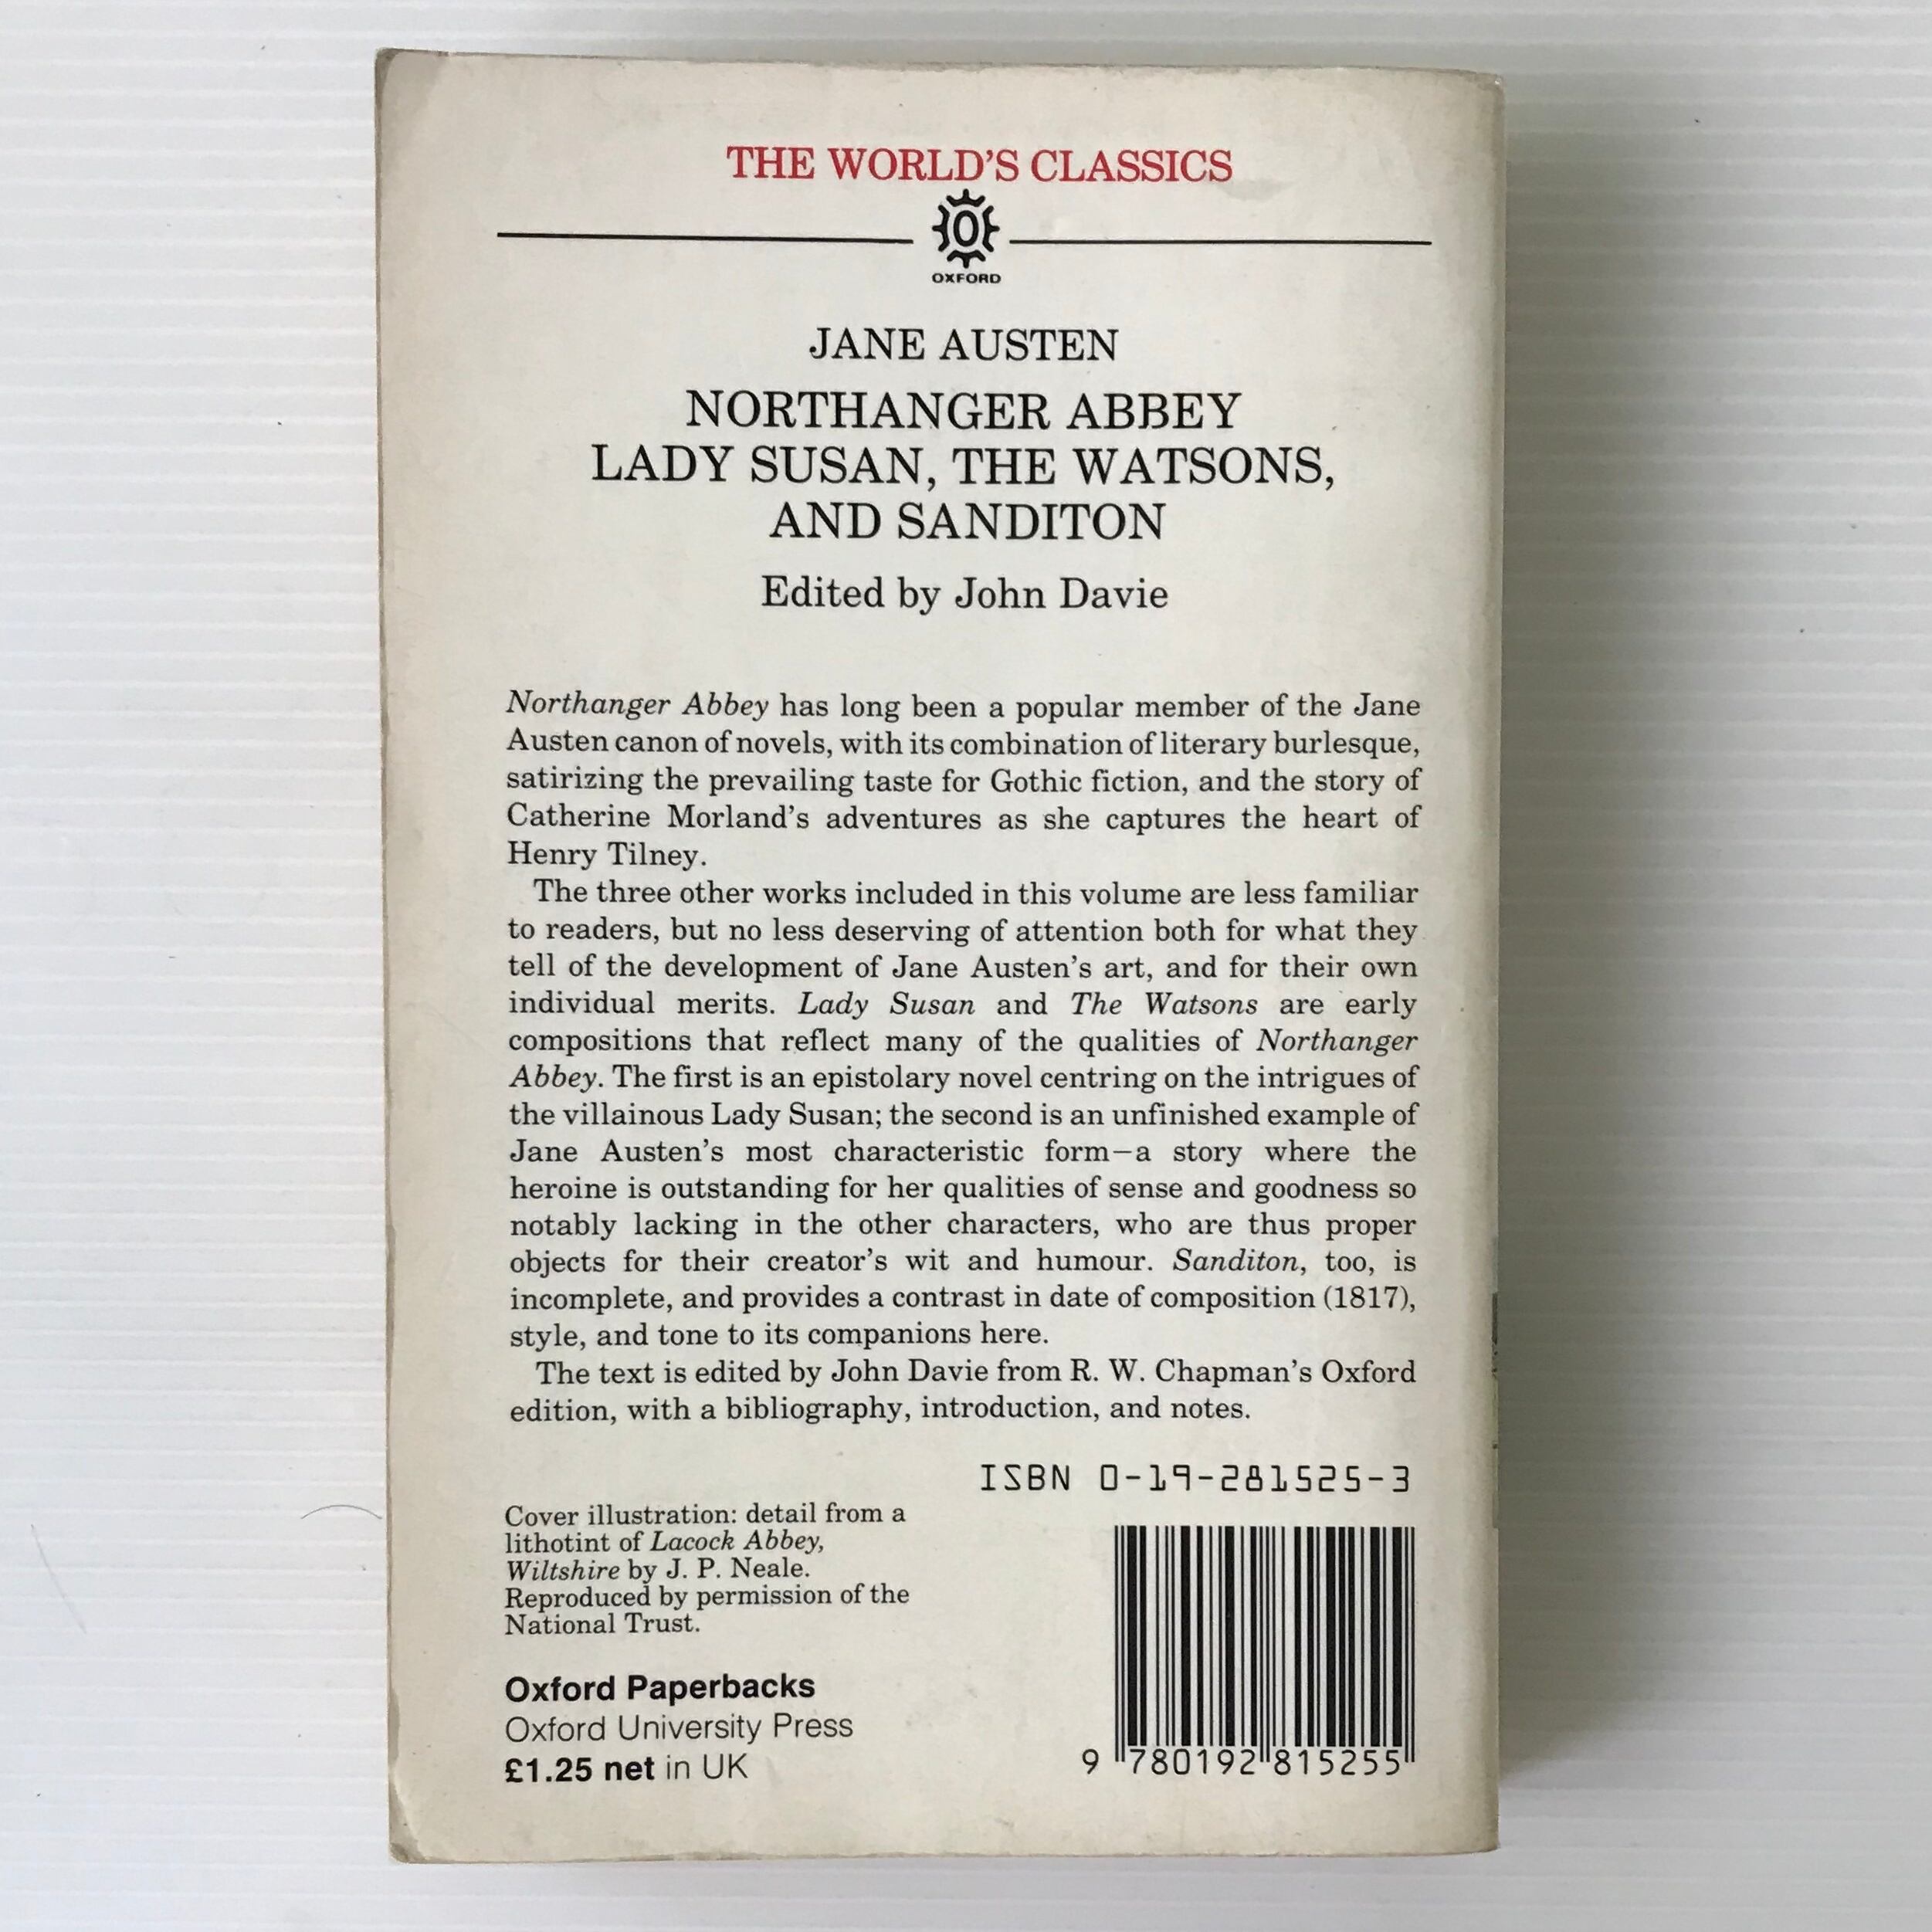 THE WORLD'S CLASSICS
OXFORD
JANE AUSTEN
NORTHANGER ABBEY
LADY SUSAN, THE WATSONS,
AND SANDITON
Edited by John Davie
Northanger Abbey has long been a popular member of the Jane
Austen canon of novels, with its combination of literary burlesque,
satirizing the prevailing taste for Gothic fiction, and the story of
Catherine Morland's adventures as she captures the heart of
Henry Tilney.
The three other works included in this volume are less familiar
to readers, but no less deserving of attention both for what they
tell of the development of Jane Austen's art, and for their own
individual merits. Lady Susan and The Watsons are early
compositions that reflect many of the qualities of Northanger
Abbey. The first is an epistolary novel centring on the intrigues of
the villainous Lady Susan; the second is an unfinished example of
Jane Austen's most characteristic form—a story where the
heroine is outstanding for her qualities of sense and goodness so
notably lacking in the other characters, who are thus proper
objects for their creator's wit and humour. Sanditon, too, is
incomplete, and provides a contrast in date of composition (1817),
style, and tone to its companions here.
The text is edited by John Davie from R. W. Chapman's Oxford
edition, with a bibliography, introduction, and notes.
ISBN 0-19-281525-3
Cover illustration: detail from a
lithotint of Lacock Abbey,
Wiltshire by J. P. Neale.
Reproduced by permission of the
National Trust.
Oxford Paperbacks
Oxford University Press
£1.25 net in UK
9 780192 815255